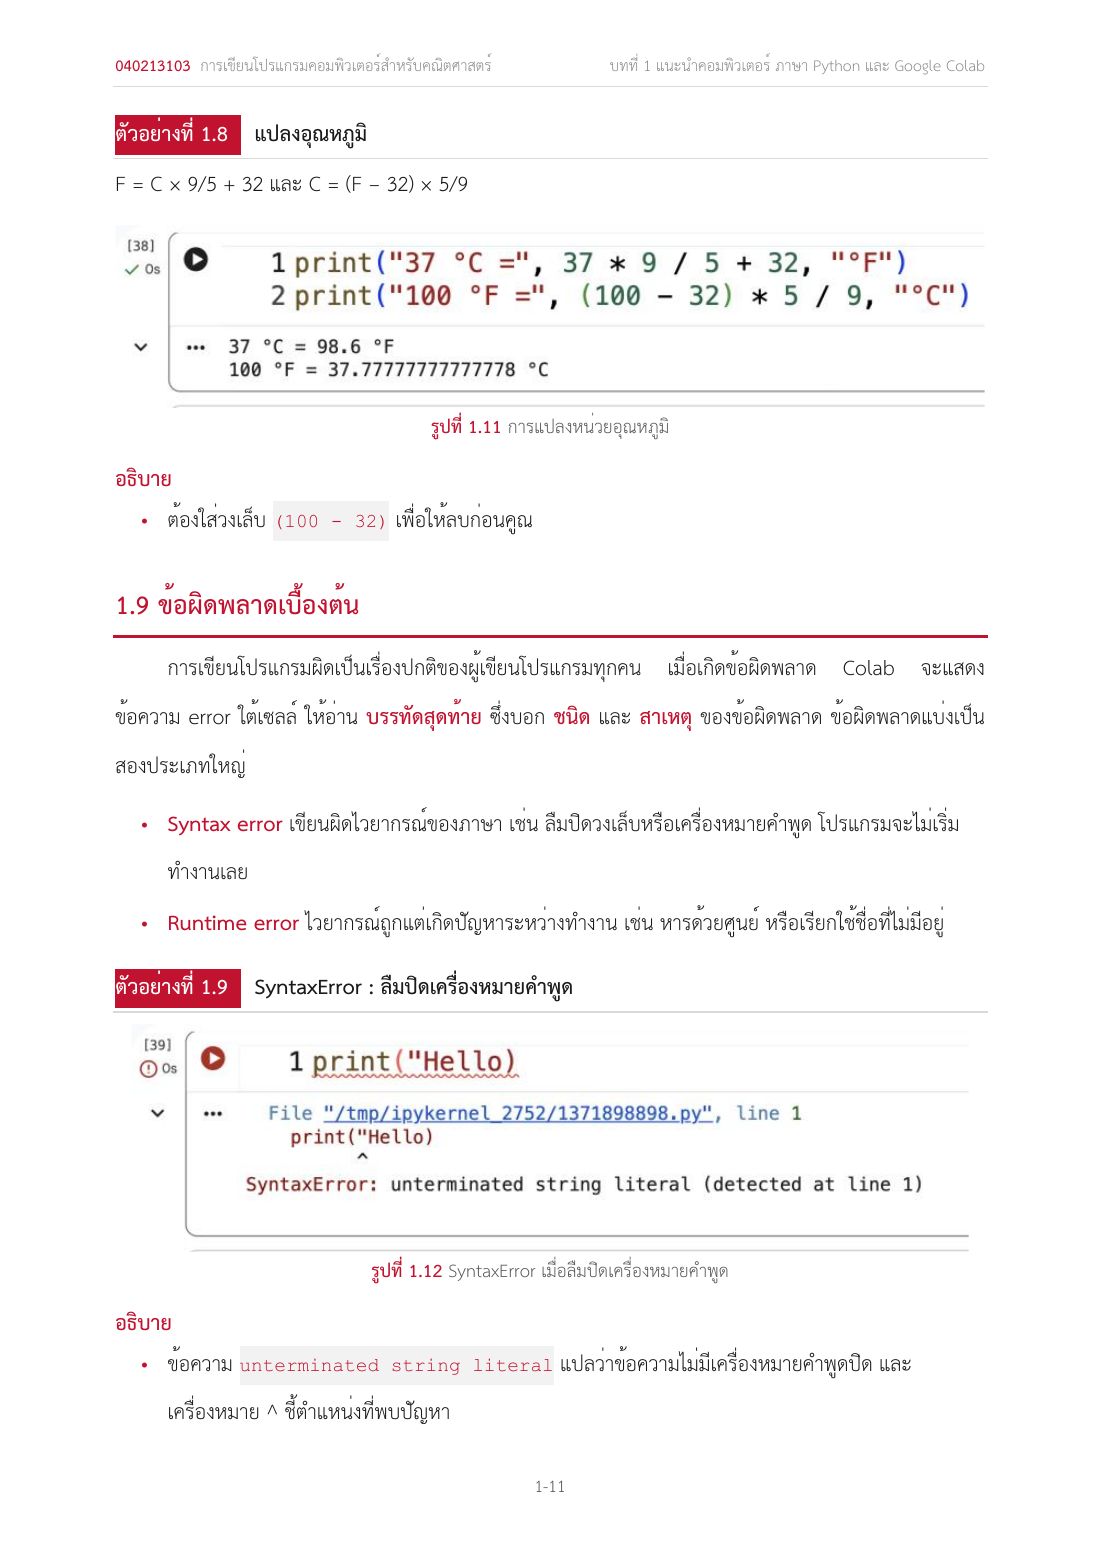 040213103 การเขียนโปรแกรมคอมพิวเตอร์สำหรับคณิตศาสตร์ บทที่ 1 แนะนำคอมพิวเตอร์ ภาษา Python และ Google Colab
ตัวอย่างที่ 1.8 แปลงอุณหภูมิ
F = C × 9/5 + 32 และ C = (F – 32) × 5/9
[38] 1 print("37 °C =", 37 * 9 / 5 + 32, "°F")
0s 2 print("100 °F =", (100 - 32) * 5 / 9, "°C")
37 °C = 98.6 °F
100 °F = 37.77777777777778 °C
รูปที่ 1.11 การแปลงหน่วยอุณหภูมิ
อธิบาย
• ต้องใส่วงเล็บ (100 - 32) เพื่อให้ลบก่อนคูณ
1.9 ข้อผิดพลาดเบื้องต้น
การเขียนโปรแกรมผิดเป็นเรื่องปกติของผู้เขียนโปรแกรมทุกคน เมื่อเกิดข้อผิดพลาด Colab จะแสดง
ข้อความ error ใต้เซลล์ ให้อ่าน บรรทัดสุดท้าย ซึ่งบอก ชนิด และ สาเหตุ ของข้อผิดพลาด ข้อผิดพลาดแบ่งเป็น
สองประเภทใหญ่
• Syntax error เขียนผิดไวยากรณ์ของภาษา เช่น ลืมปิดวงเล็บหรือเครื่องหมายคำพูด โปรแกรมจะไม่เริ่ม
ทำงานเลย
• Runtime error ไวยากรณ์ถูกแต่เกิดปัญหาระหว่างทำงาน เช่น หารด้วยศูนย์ หรือเรียกใช้ชื่อที่ไม่มีอยู่
ตัวอย่างที่ 1.9 SyntaxError : ลืมปิดเครื่องหมายคำพูด
[39] 1 print("Hello)
0s
File "/tmp/ipykernel_2752/1371898898.py", line 1
print("Hello)
^
SyntaxError: unterminated string literal (detected at line 1)
รูปที่ 1.12 SyntaxError เมื่อลืมปิดเครื่องหมายคำพูด
อธิบาย
• ข้อความ unterminated string literal แปลว่าข้อความไม่มีเครื่องหมายคำพูดปิด และ
เครื่องหมาย ^ ชี้ตำแหน่งที่พบปัญหา
1-11